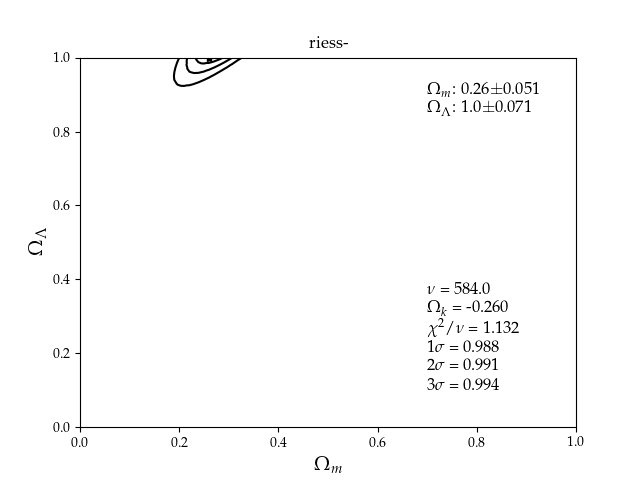 riess-
1.0
Ωₘ: 0.26±0.051
Ω_Λ: 1.0±0.071
0.8
0.6
Ω_Λ
0.4
ν = 584.0
Ωₖ = -0.260
χ²/ν = 1.132
1σ = 0.988
0.2
2σ = 0.991
3σ = 0.994
0.0
0.0 0.2 0.4 0.6 0.8 1.0
Ωₘ